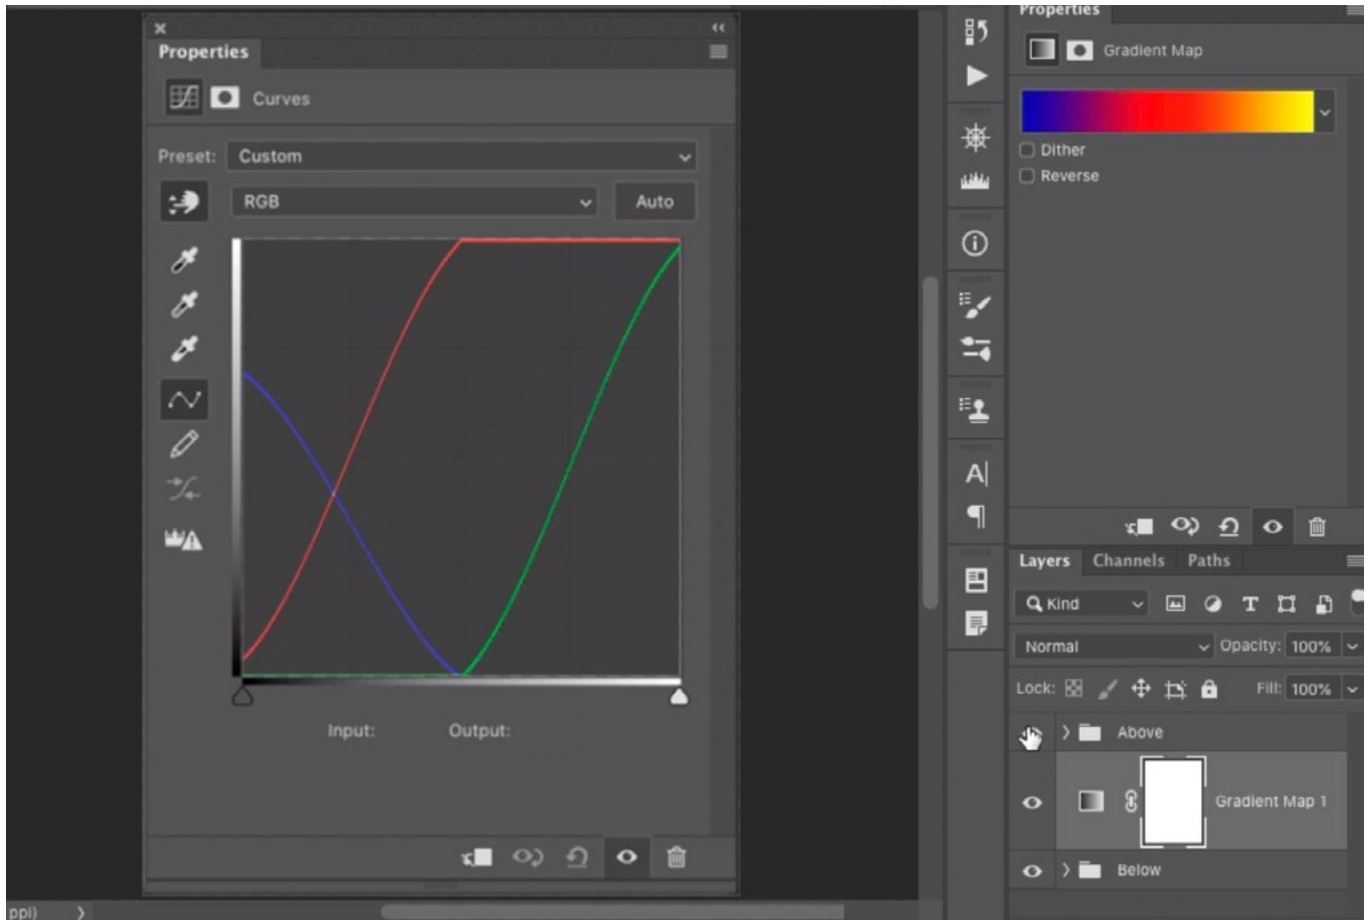 Properties
Curves
Preset: Custom
RGB
Auto
Input: Output:
ppi)
Properties
Gradient Map
Dither
Reverse
Layers Channels Paths
Kind
Normal Opacity: 100%
Lock: Fill: 100%
Above
Gradient Map 1
Below